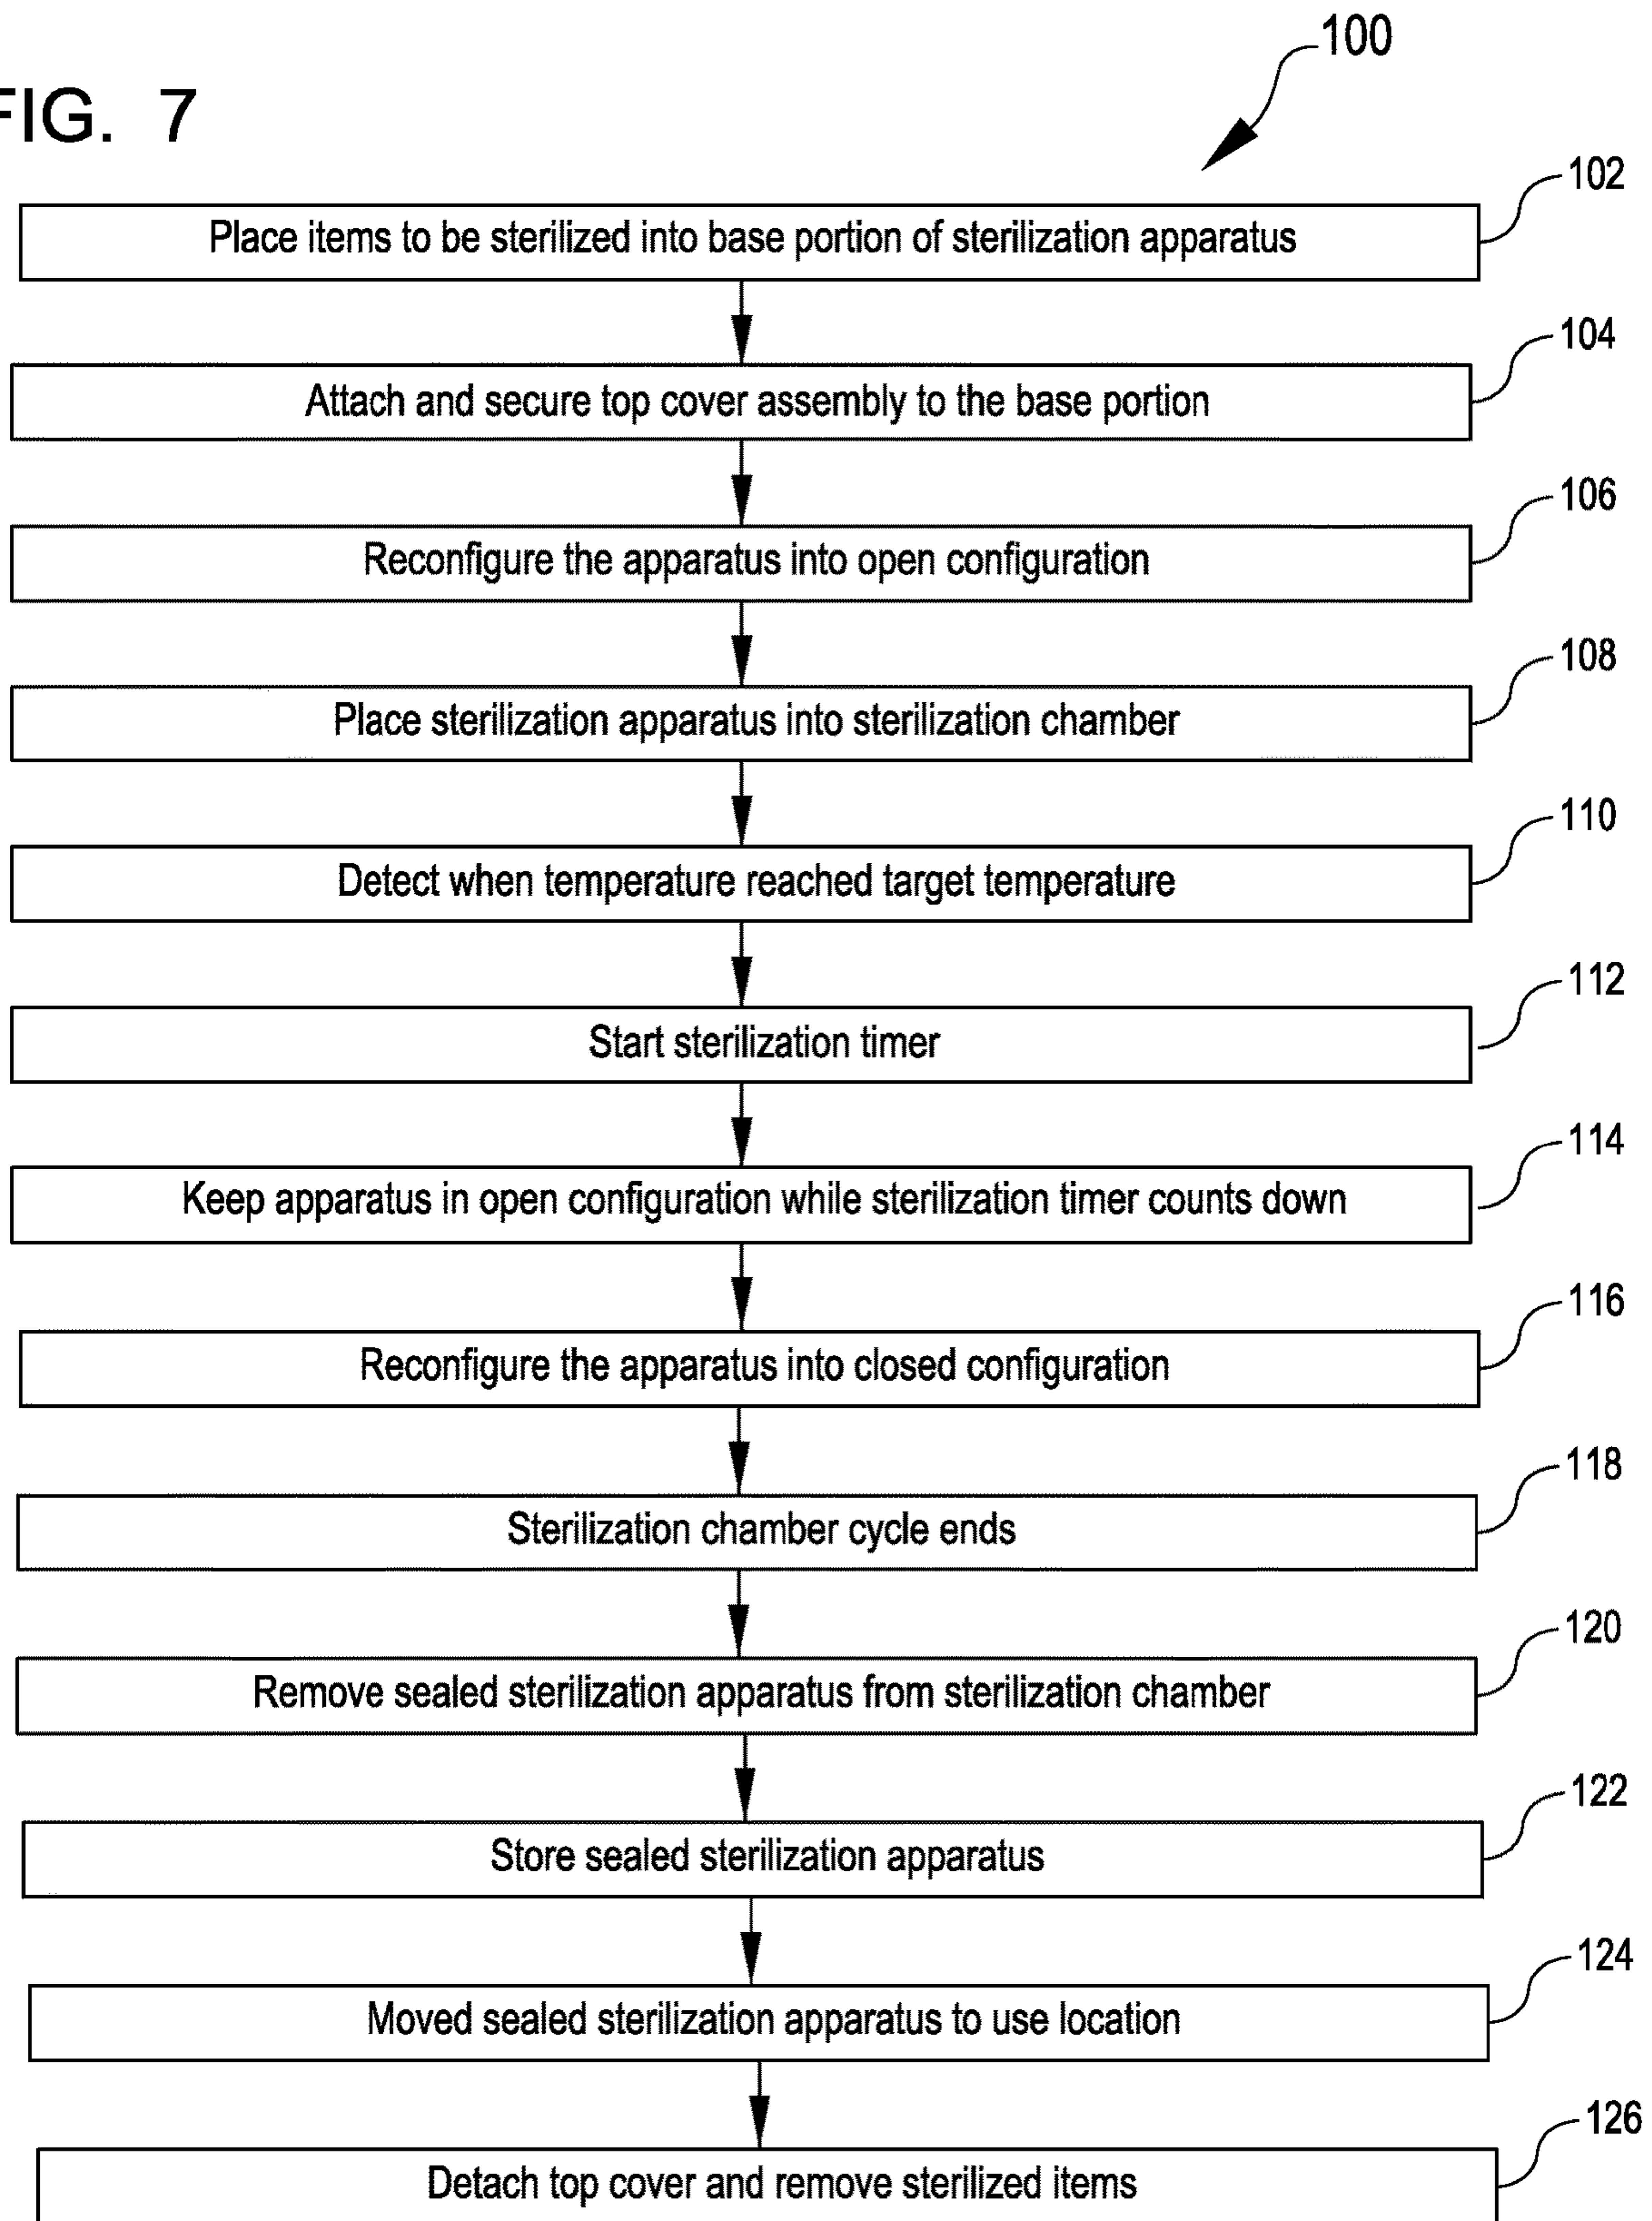 100
FIG. 7
102
Place items to be sterilized into base portion of sterilization apparatus
104
Attach and secure top cover assembly to the base portion
106
Reconfigure the apparatus into open configuration
108
Place sterilization apparatus into sterilization chamber
110
Detect when temperature reached target temperature
112
Start sterilization timer
114
Keep apparatus in open configuration while sterilization timer counts down
116
Reconfigure the apparatus into closed configuration
118
Sterilization chamber cycle ends
120
Remove sealed sterilization apparatus from sterilization chamber
122
Store sealed sterilization apparatus
124
Moved sealed sterilization apparatus to use location
126
Detach top cover and remove sterilized items